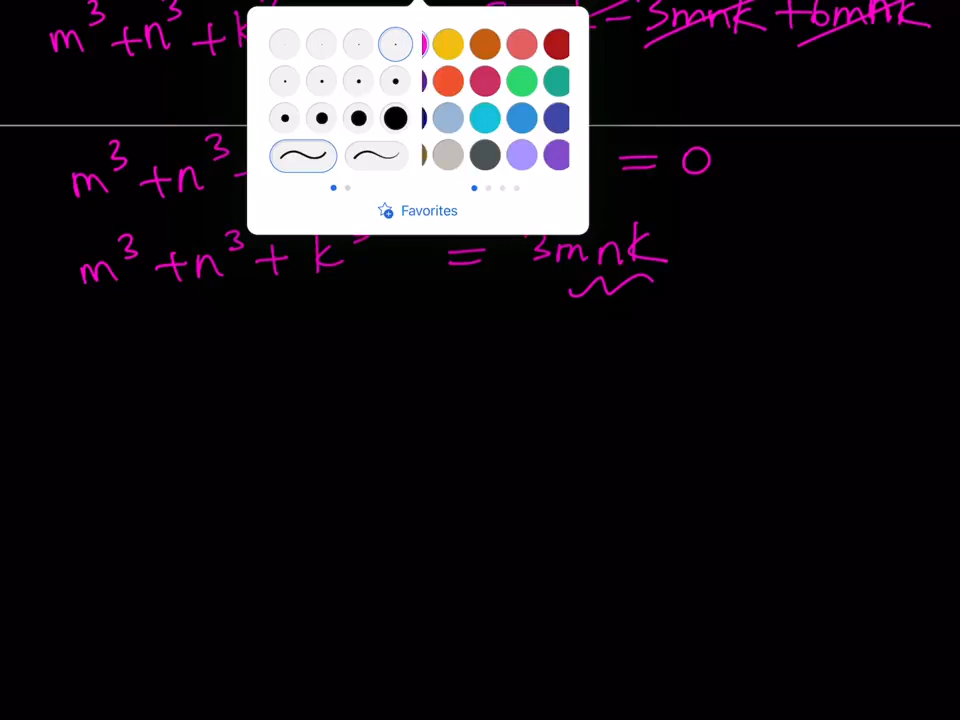 m³ + n³ + k = 3mnk + 6mnk
m³ + n³ - = 0
Favorites
m³ + n³ + k³ = 3mnk